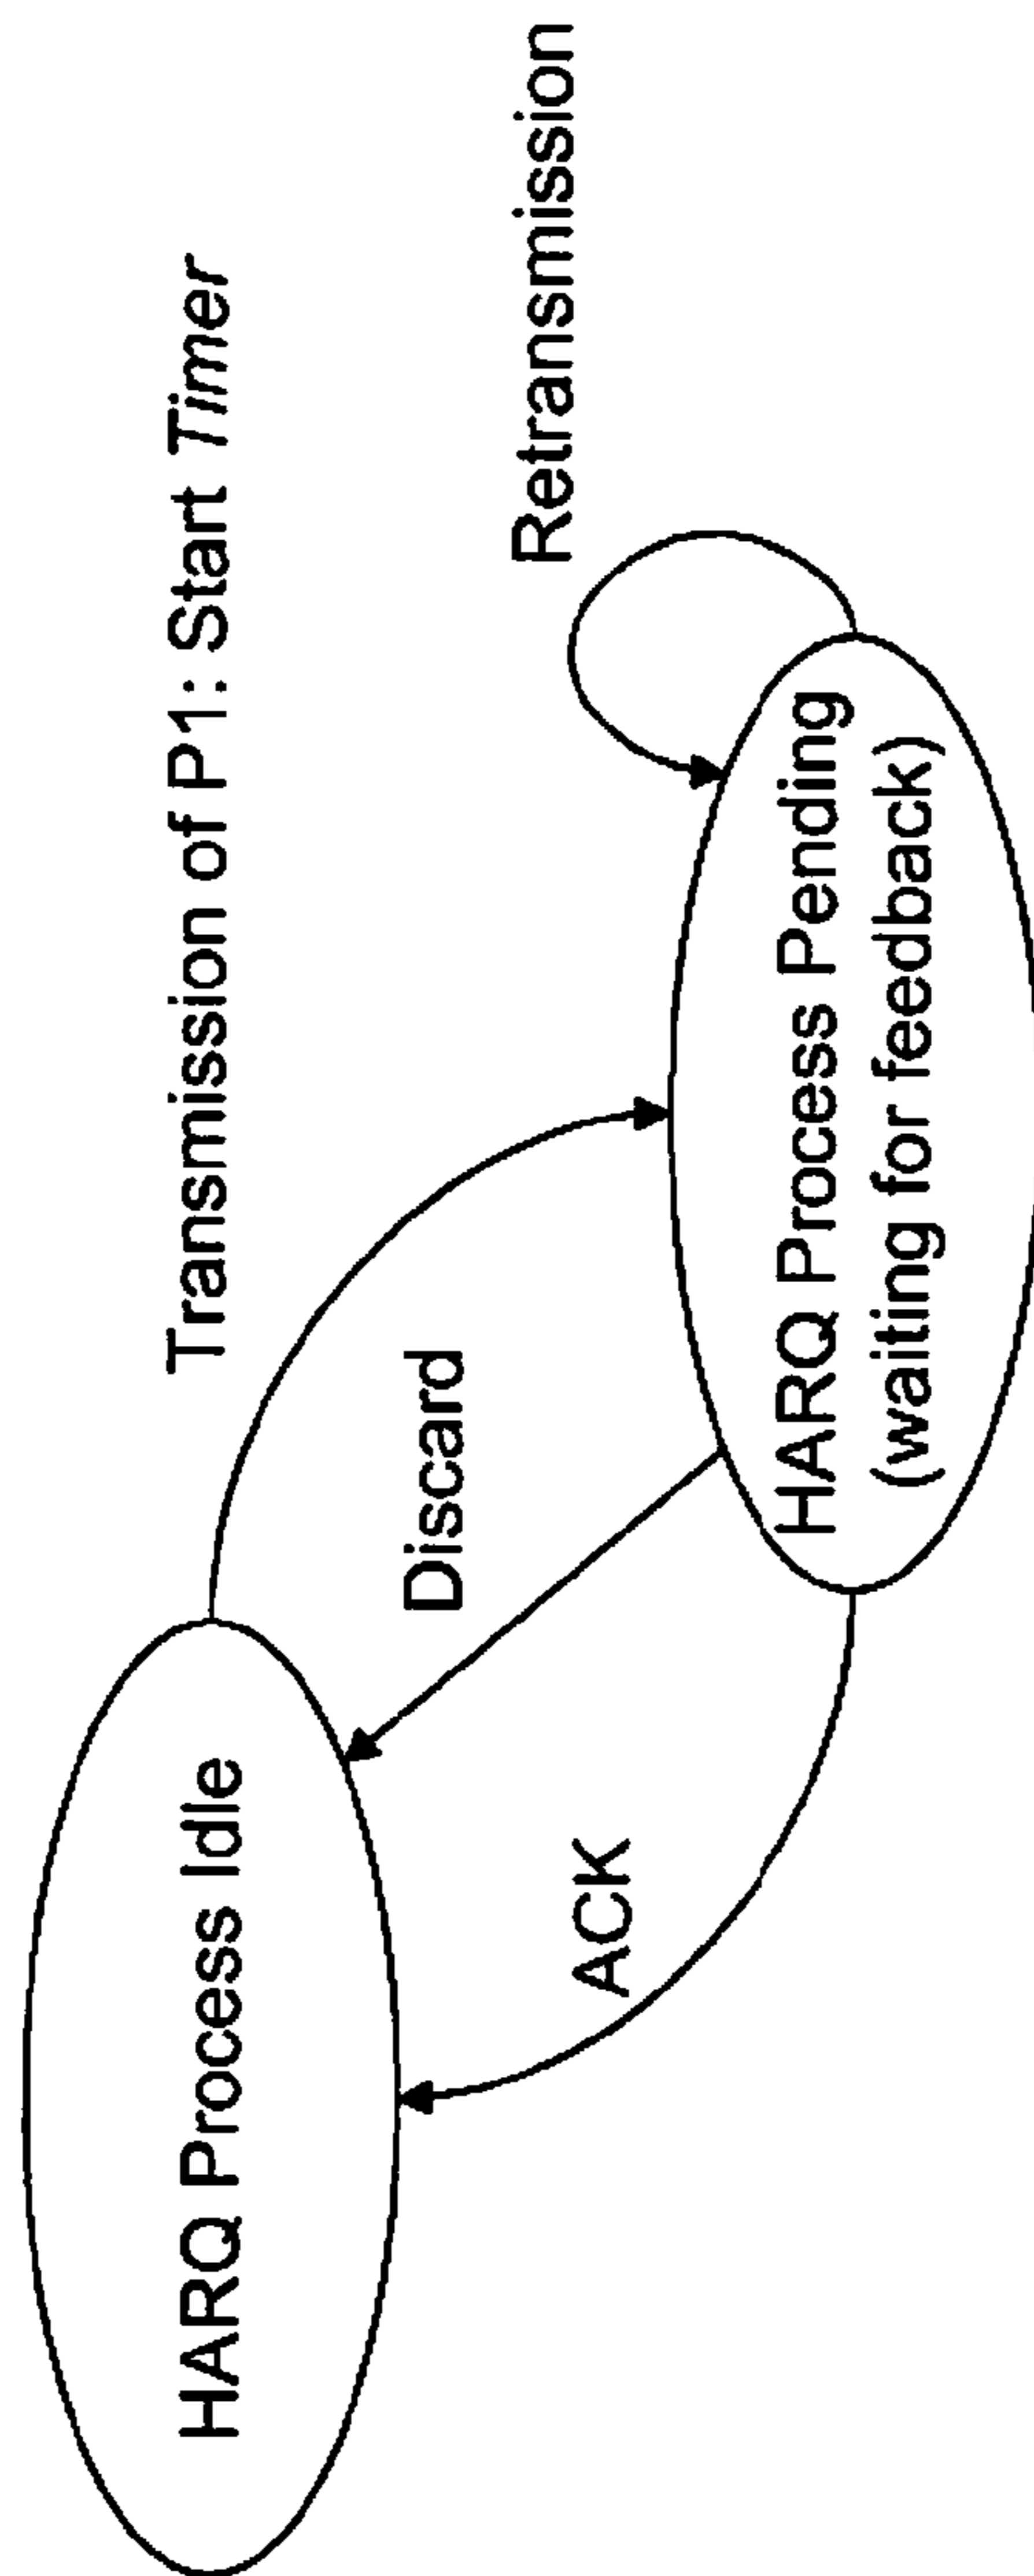 Transmission of P1: Start Timer
HARQ Process Idle
Discard
Retransmission
ACK
HARQ Process Pending
(waiting for feedback)